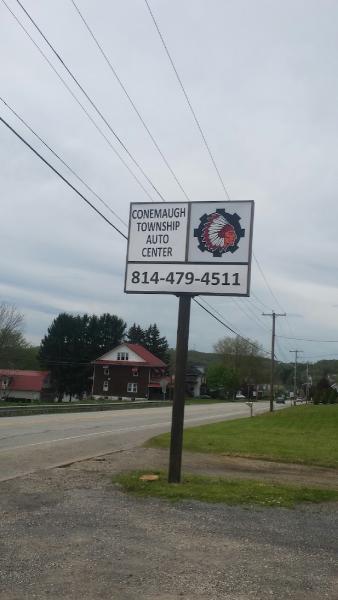 CONEMAUGH
TOWNSHIP
AUTO
CENTER
814-479-4511